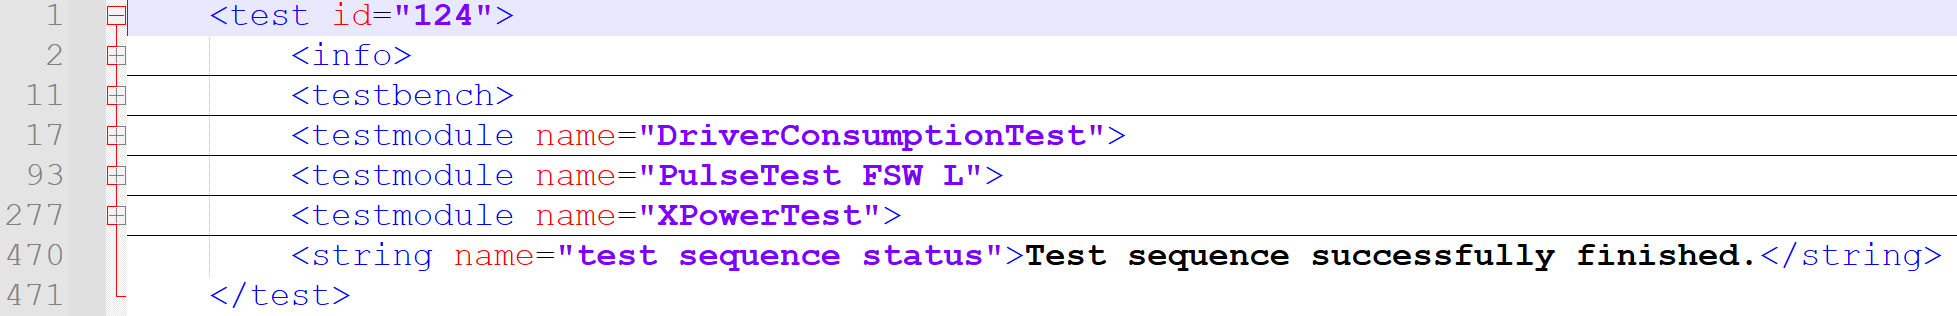 1 <test id="124">
2 <info>
11 <testbench>
17 <testmodule name="DriverConsumptionTest">
93 <testmodule name="PulseTest FSW L">
277 <testmodule name="XPowerTest">
470 <string name="test sequence status">Test sequence successfully finished.</string>
471 </test>